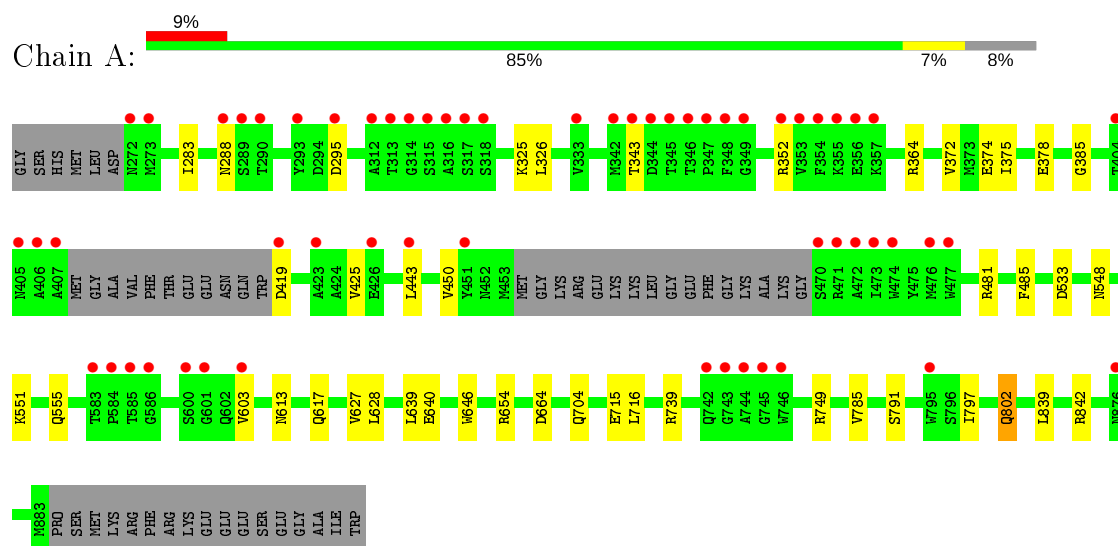 9%
Chain A:
85% 7% 8%
GLY SER HIS MET LEU ASP N272 M273 I283 N288 S289 T290 Y293 D294 D295 A312 T313 G314 S315 A316 S317 S318 K325 L326 V333 M342 T343 D344 T345 T346 P347 F348 G349 R352 V353 F354 K355 E356 K357 R364 V372 M373 E374 I375 E378 G385 T404
N405 A406 A407 MET GLY ALA VAL PHE THR GLU GLU ASN GLN TRP D419 A423 A424 V425 E426 L443 V450 Y451 N452 M453 MET GLY LYS ARG GLU LYS LYS LEU GLY GLU PHE GLY LYS ALA LYS GLY S470 R471 A472 I473 W474 Y475 M476 W477 R481 F485 D533 N548
K551 Q555 T583 P584 T585 G586 S600 G601 Q602 V603 N613 Q617 V627 L628 L639 E640 W646 R654 D664 Q704 E715 L716 R739 Q742 G743 A744 G745 W746 R749 V785 S791 W795 S796 I797 Q802 L839 R842 N876
M883 PRO SER MET LYS ARG PHE ARG LYS GLU GLU GLU SER GLU GLY ALA ILE TRP